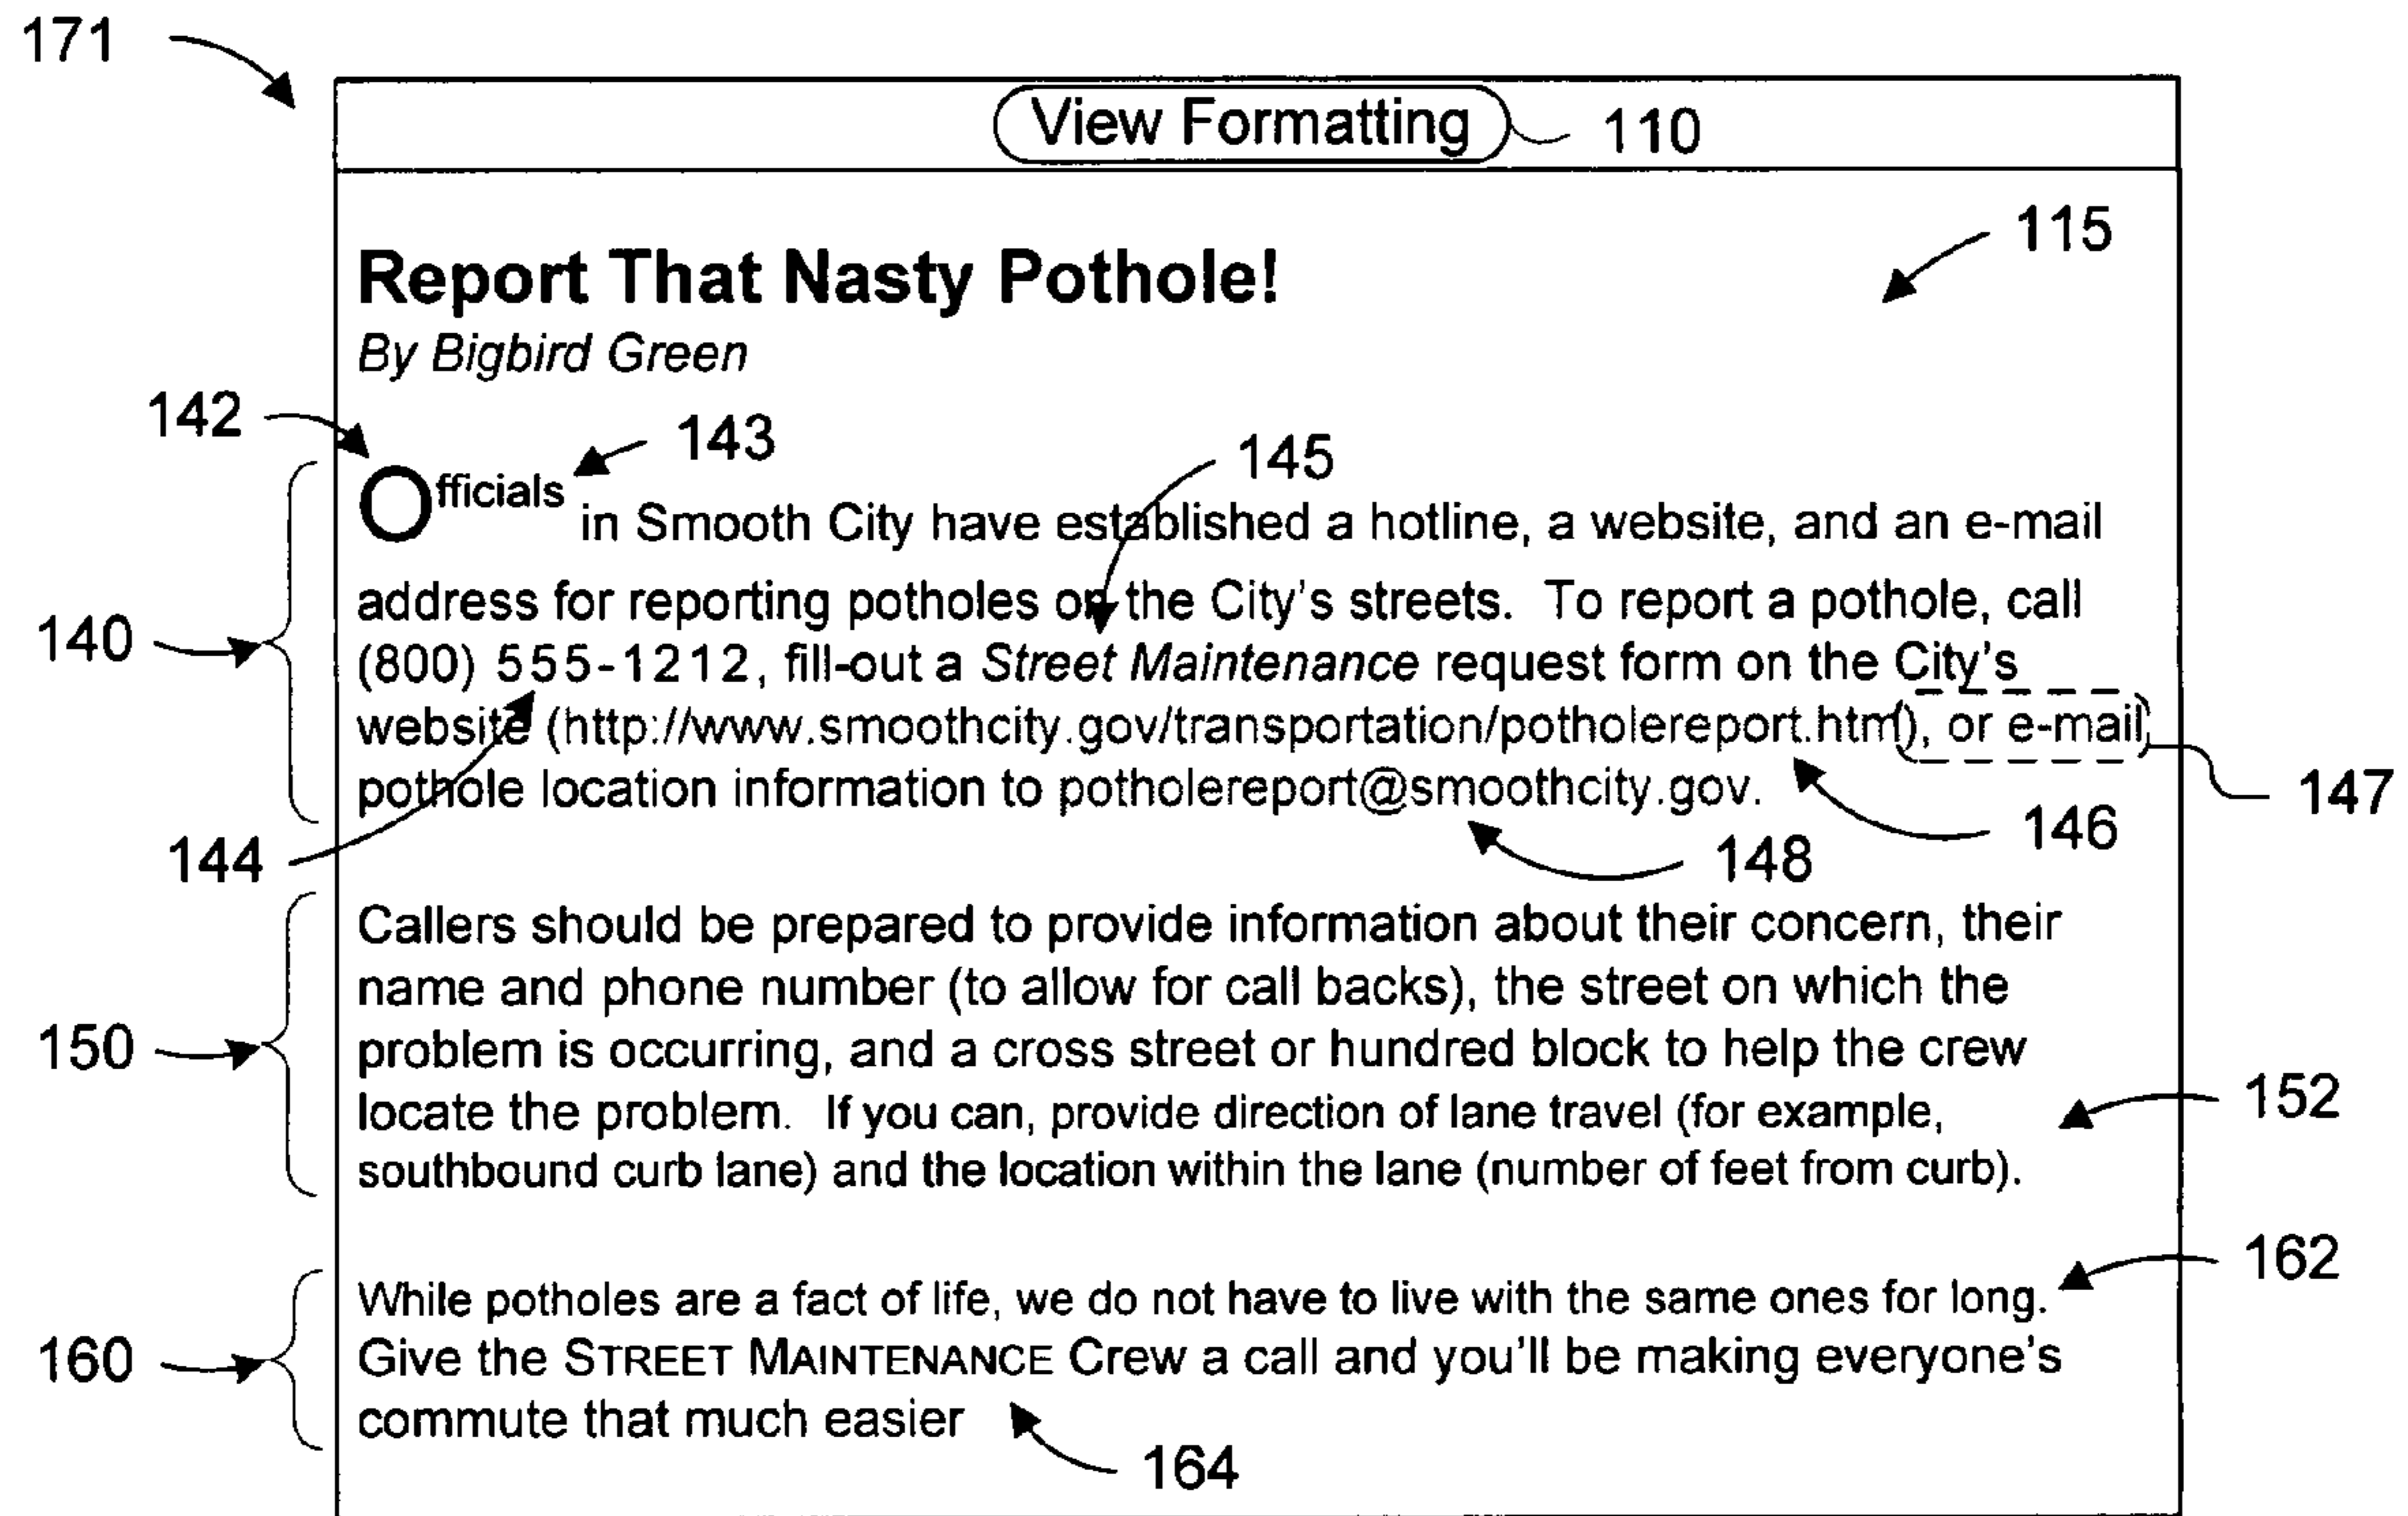 171
View Formatting 110
115
Report That Nasty Pothole!
By Bigbird Green
142
143
145
Officials in Smooth City have established a hotline, a website, and an e-mail
address for reporting potholes on the City's streets. To report a pothole, call
140
(800) 555-1212, fill-out a Street Maintenance request form on the City's
website (http://www.smoothcity.gov/transportation/potholereport.htm), or e-mail
147
pothole location information to potholereport@smoothcity.gov.
146
144
148
Callers should be prepared to provide information about their concern, their
name and phone number (to allow for call backs), the street on which the
150
problem is occurring, and a cross street or hundred block to help the crew
152
locate the problem. If you can, provide direction of lane travel (for example,
southbound curb lane) and the location within the lane (number of feet from curb).
162
While potholes are a fact of life, we do not have to live with the same ones for long.
160
Give the STREET MAINTENANCE Crew a call and you'll be making everyone's
commute that much easier
164